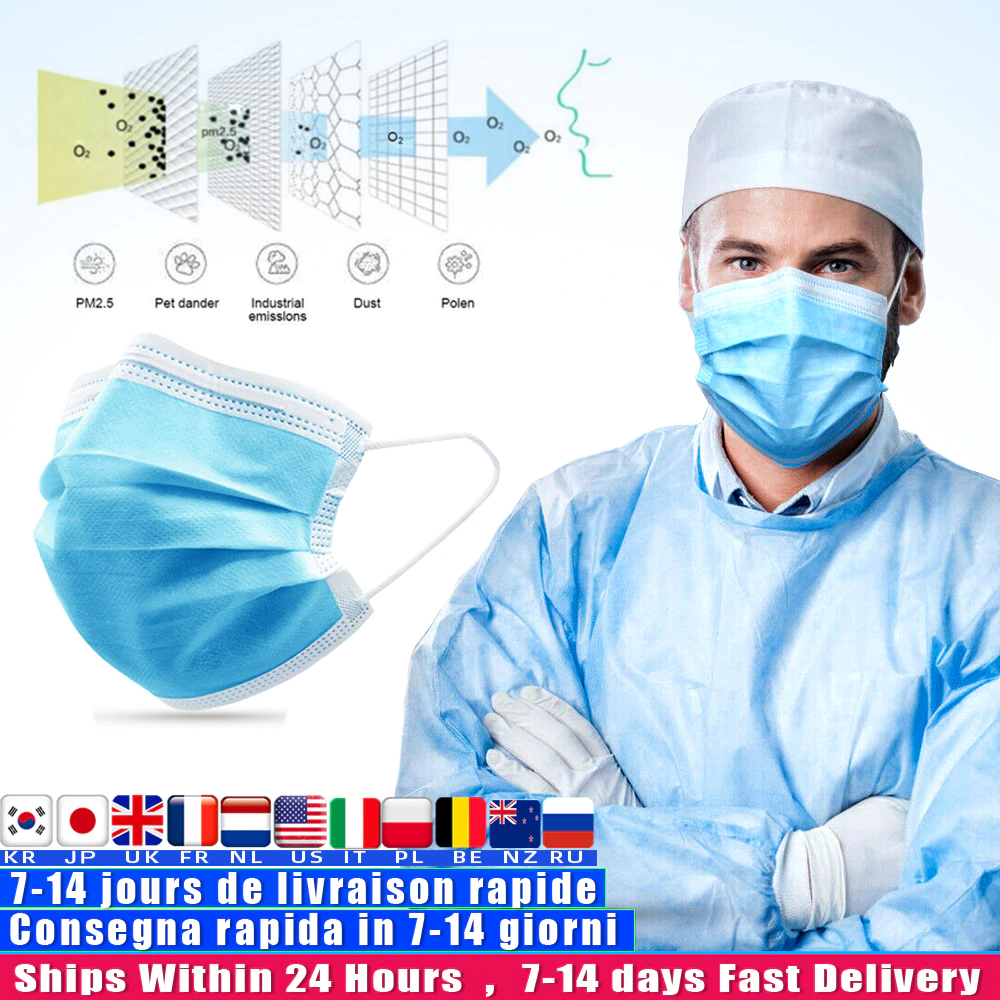 O₂
O₂
pm2.5
O₂
O₂
O₂
O₂
O₂
O₂
O₂
PM2.5
Pet dander
Industrial
emissions
Dust
Polen
KR JP UK FR NL US IT PL BE NZ RU
7-14 jours de livraison rapide
Consegna rapida in 7-14 giorni
Ships Within 24 Hours , 7-14 days Fast Delivery